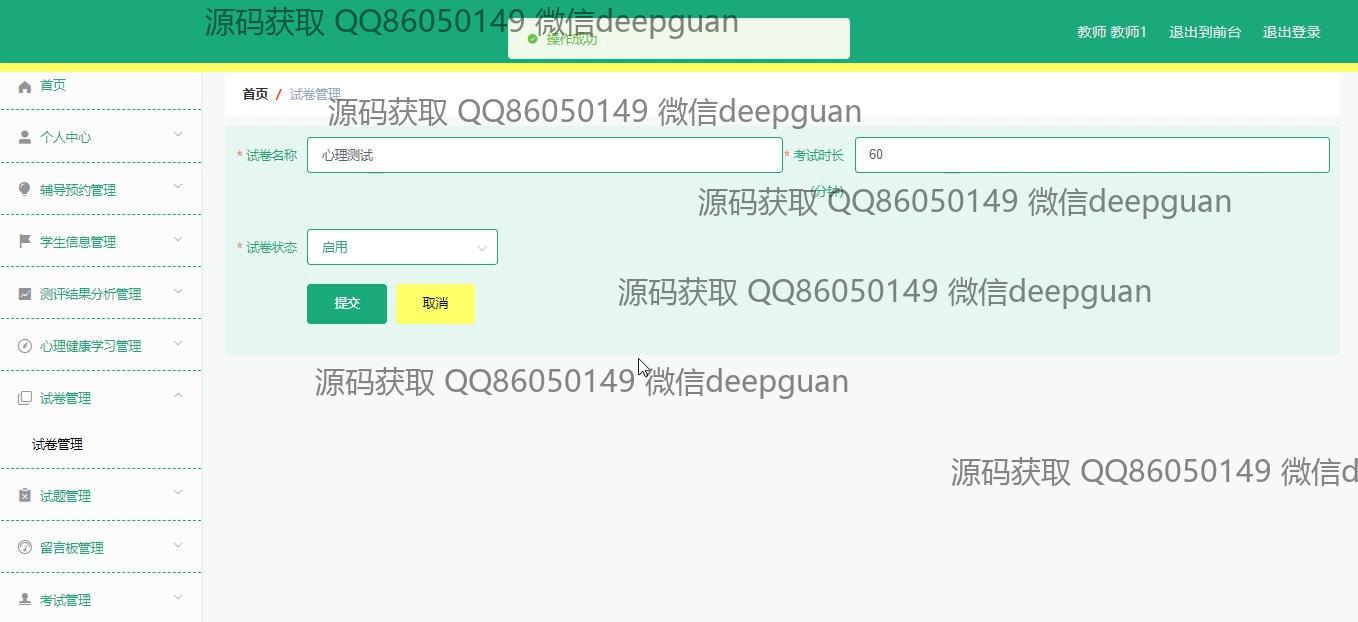 源码获取 QQ86050149 微信deepguan
操作成功
教师 教师1
退出到前台
退出登录
首页
个人中心
辅导预约管理
学生信息管理
测评结果分析管理
心理健康学习管理
试卷管理
试卷管理
试题管理
留言板管理
考试管理
首页 / 试卷管理
源码获取 QQ86050149 微信deepguan
* 试卷名称
心理测试
* 考试时长
(分钟)
60
源码获取 QQ86050149 微信deepguan
* 试卷状态
启用
源码获取 QQ86050149 微信deepguan
提交
取消
源码获取 QQ86050149 微信deepguan
源码获取 QQ86050149 微信d